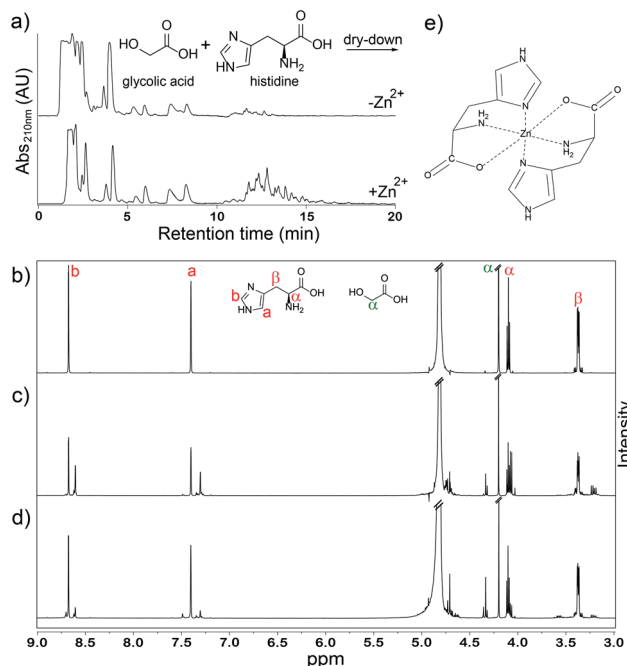 a)
HO
O
OH
+
N
HN
O
OH
NH2
dry-down
glycolic acid
histidine
-Zn2+
+Zn2+
Abs210nm (AU)
0 5 10 15 20
Retention time (min)
e)
H
N
N
O
C
O
H2
N
Zn
N
H2
C
O
O-
N
N
H
b)
b
a
β
O
b
N
OH
α
HN
NH2
a
HO
O
OH
α
α
α
β
c)
d)
Intensity
9.0 8.5 8.0 7.5 7.0 6.5 6.0 5.5 5.0 4.5 4.0 3.5 3.0
ppm